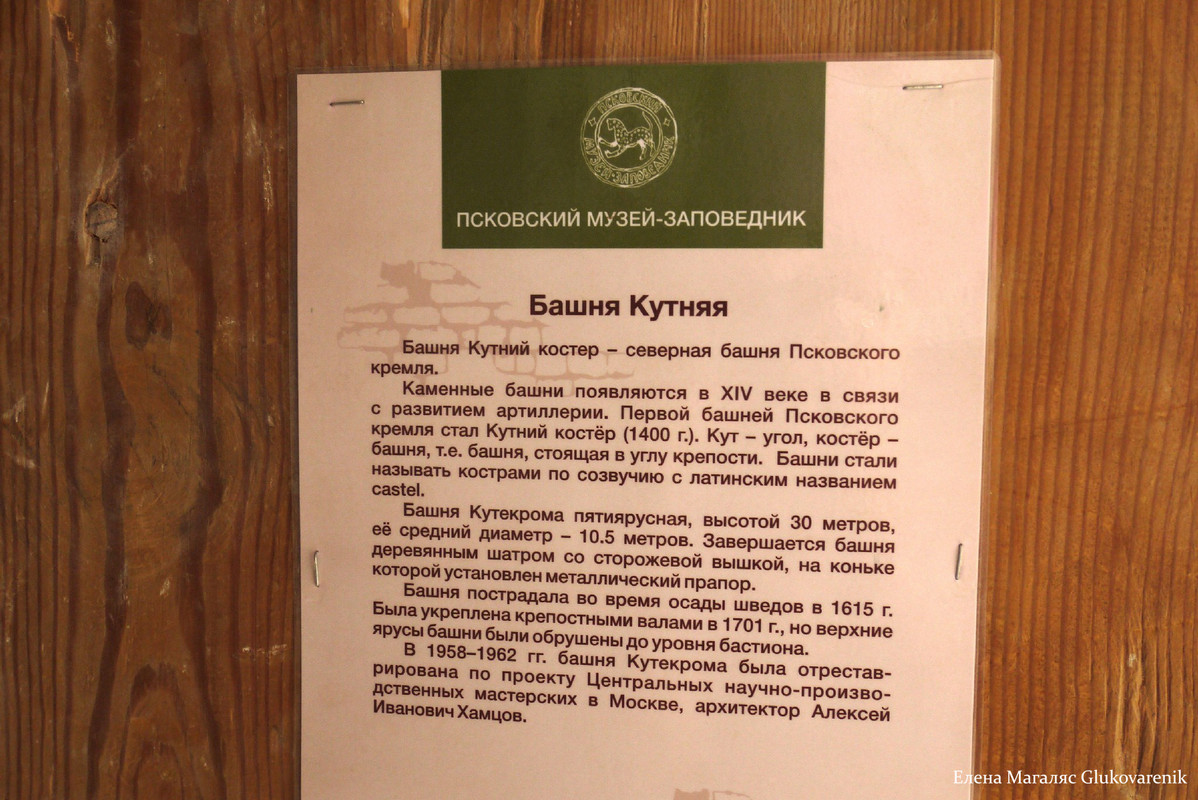 ПСКОВСКИЙ
МУЗЕЙ-ЗАПОВЕДНИК
ПСКОВСКИЙ МУЗЕЙ-ЗАПОВЕДНИК
Башня Кутняя
Башня Кутний костер – северная башня Псковского
кремля.
Каменные башни появляются в XIV веке в связи
с развитием артиллерии. Первой башней Псковского
кремля стал Кутний костёр (1400 г.). Кут – угол, костёр –
башня, т.е. башня, стоящая в углу крепости. Башни стали
называть кострами по созвучию с латинским названием
castel.
Башня Кутекрома пятиярусная, высотой 30 метров,
её средний диаметр – 10.5 метров. Завершается башня
деревянным шатром со сторожевой вышкой, на коньке
которой установлен металлический прапор.
Башня пострадала во время осады шведов в 1615 г.
Была укреплена крепостными валами в 1701 г., но верхние
ярусы башни были обрушены до уровня бастиона.
В 1958–1962 гг. башня Кутекрома была отрестав-
рирована по проекту Центральных научно-произво-
дственных мастерских в Москве, архитектор Алексей
Иванович Хамцов.
Елена Магаляс Glukovarenik